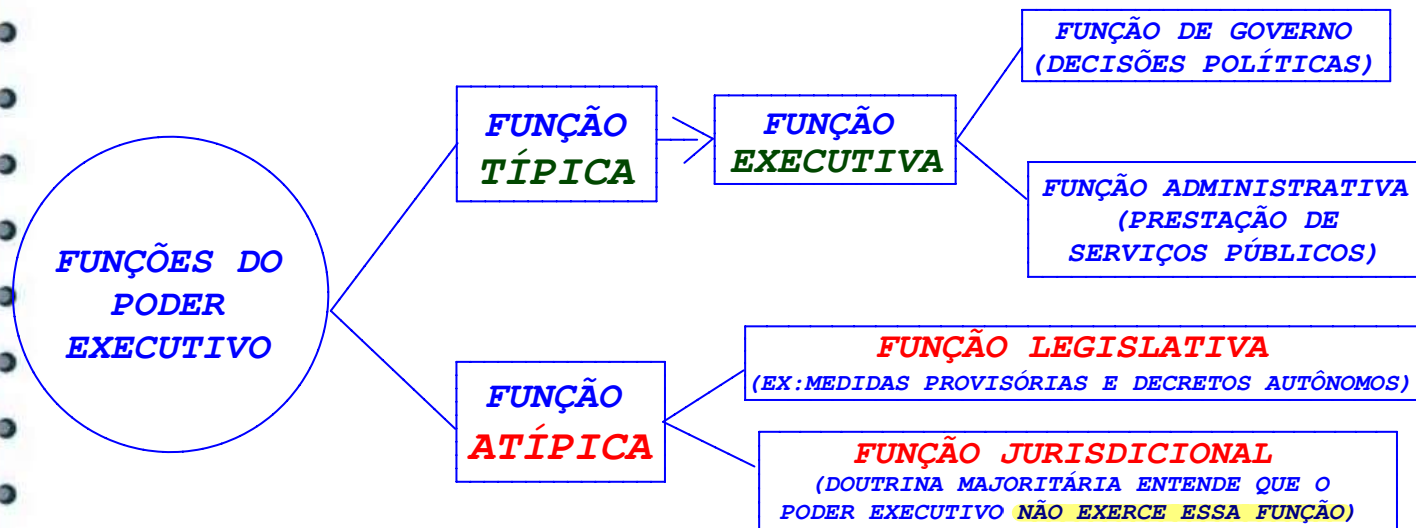 FUNÇÕES DO
PODER
EXECUTIVO
FUNÇÃO
TÍPICA
FUNÇÃO
EXECUTIVA
FUNÇÃO DE GOVERNO
(DECISÕES POLÍTICAS)
FUNÇÃO ADMINISTRATIVA
(PRESTAÇÃO DE
SERVIÇOS PÚBLICOS)
FUNÇÃO
ATÍPICA
FUNÇÃO LEGISLATIVA
(EX:MEDIDAS PROVISÓRIAS E DECRETOS AUTÔNOMOS)
FUNÇÃO JURISDICIONAL
(DOUTRINA MAJORITÁRIA ENTENDE QUE O
PODER EXECUTIVO NÃO EXERCE ESSA FUNÇÃO)